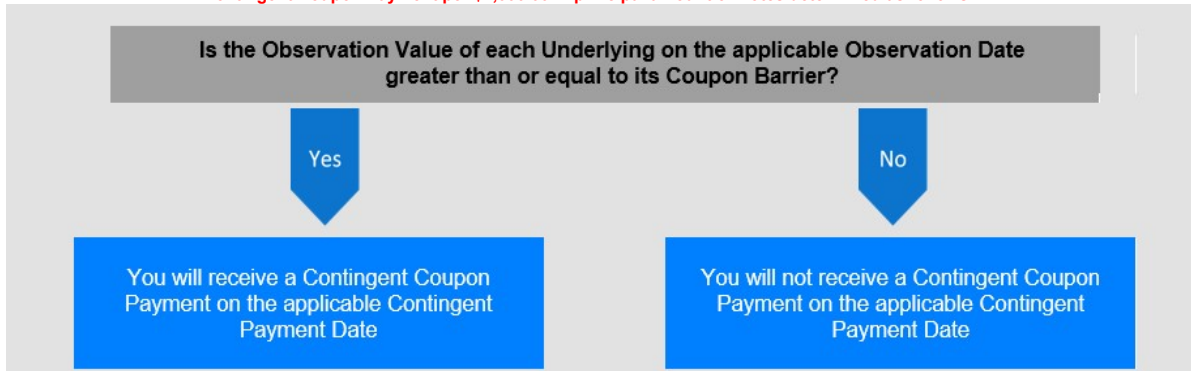 Is the Observation Value of each Underlying on the applicable Observation Date
greater than or equal to its Coupon Barrier?
Yes
No
You will receive a Contingent Coupon
Payment on the applicable Contingent
Payment Date
You will not receive a Contingent Coupon
Payment on the applicable Contingent
Payment Date